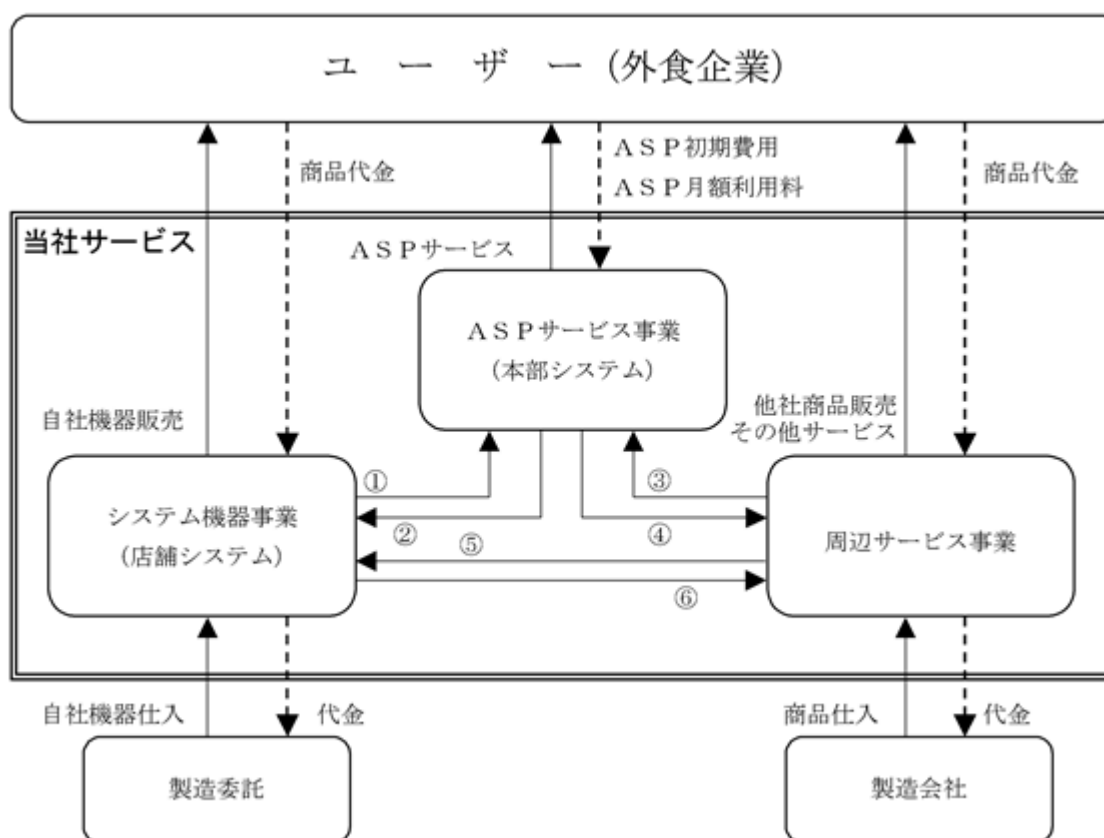 ユーザー(外食企業)
商品代金
ASP初期費用
ASP月額利用料
商品代金
当社サービス
ASPサービス
ASPサービス事業
(本部システム)
自社機器販売
他社商品販売
その他サービス
①
③
システム機器事業
(店舗システム)
②
⑤
④
周辺サービス事業
⑥
自社機器仕入
代金
商品仕入
代金
製造委託
製造会社